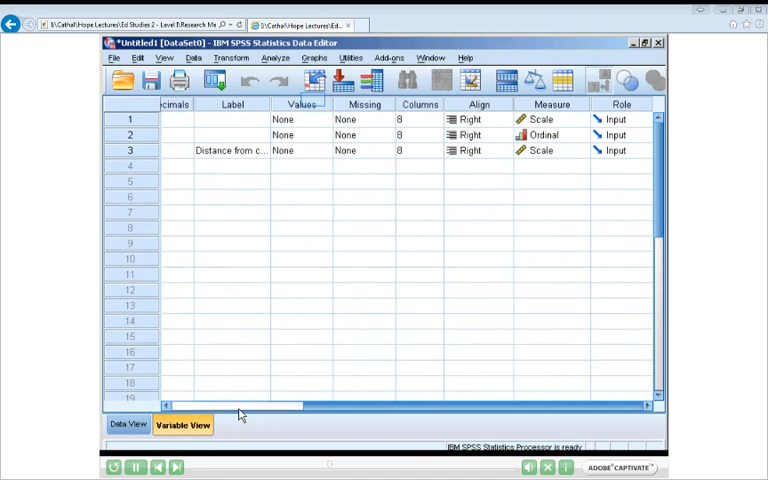 E:\Cathal\Hope Lectures\Ed Studies 2 - Level I\Research Me
E:\Cathal\Hope Lectures\Ed...
*Untitled1 [DataSet0] - IBM SPSS Statistics Data Editor
File Edit View Data Transform Analyze Graphs Utilities Add-ons Window Help
cimals Label Values Missing Columns Align Measure Role
1 None None 8 Right Scale Input
2 None None 8 Right Ordinal Input
3 Distance from c... None None 8 Right Scale Input
4
5
6
7
8
9
10
11
12
13
14
15
16
17
18
19
Data View Variable View
IBM SPSS Statistics Processor is ready
ADOBE® CAPTIVATE™